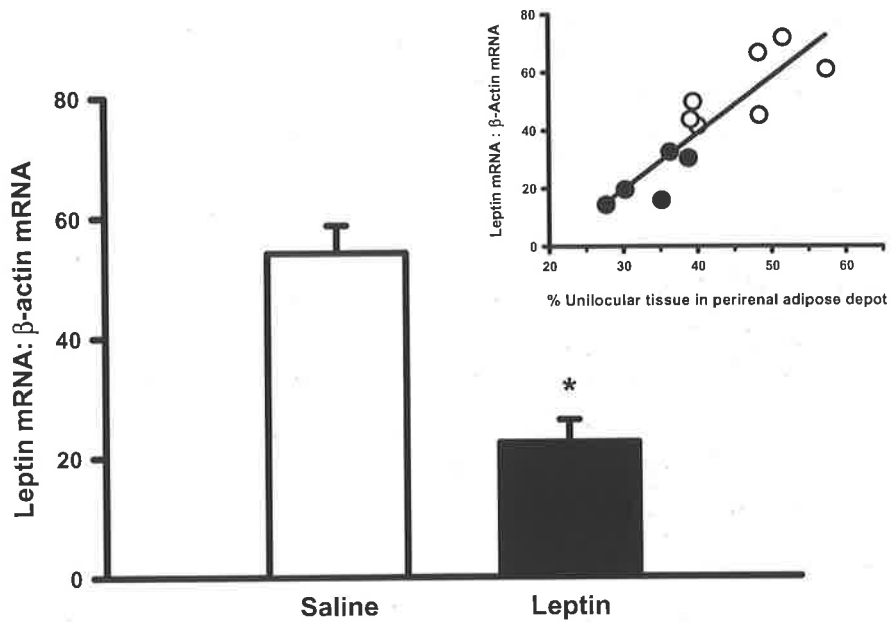 80
60
40
20
0
Leptin mRNA: β-actin mRNA
*
Saline Leptin
80
60
40
20
0
Leptin mRNA : β-Actin mRNA
20 30 40 50 60
% Unilocular tissue in perirenal adipose depot